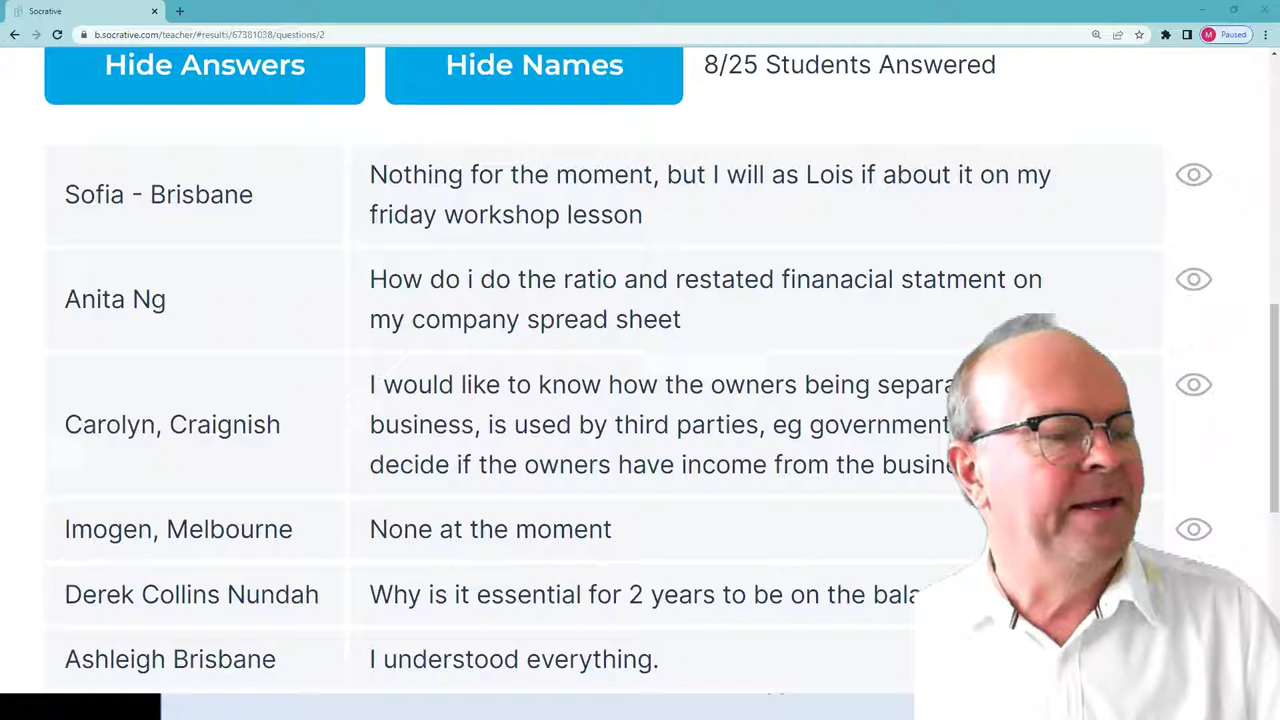 Socrative
b.socrative.com/teacher/#results/67381038/questions/2
M Paused
Hide Answers
Hide Names
8/25 Students Answered
Sofia - Brisbane
Nothing for the moment, but I will as Lois if about it on my
friday workshop lesson
Anita Ng
How do i do the ratio and restated finanacial statment on
my company spread sheet
Carolyn, Craignish
I would like to know how the owners being
business, is used by third parties, eg government
decide if the owners have income from the
Imogen, Melbourne
None at the moment
Derek Collins Nundah
Why is it essential for 2 years to be on the
Ashleigh Brisbane
I understood everything.